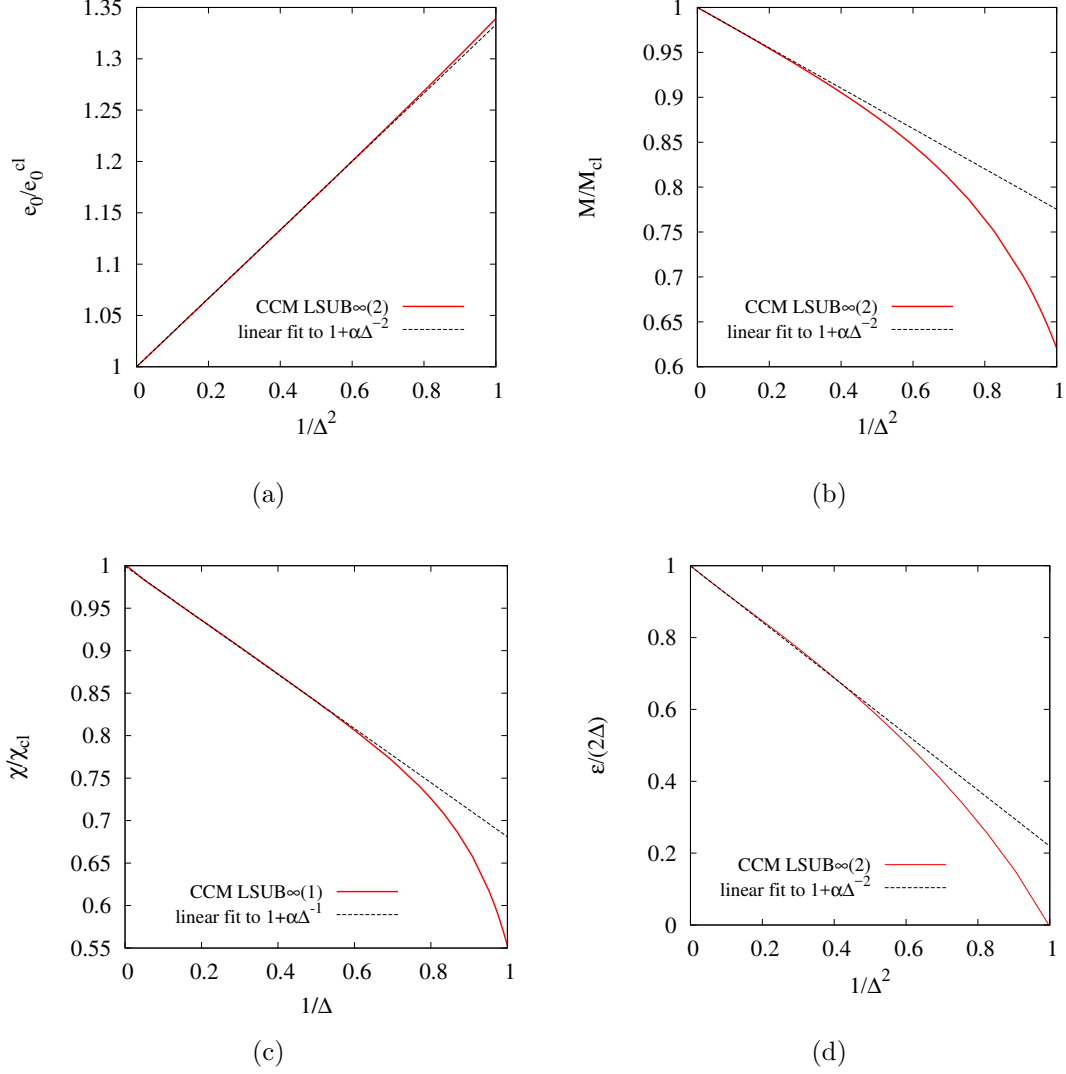 1.35
1.3
1.25
1.2
1.15
1.1
1.05
1
e₀/e₀ᶜˡ
CCM LSUB∞(2)
linear fit to 1+αΔ⁻²
0 0.2 0.4 0.6 0.8 1
1/Δ²
(a)
1
0.95
0.9
0.85
0.8
0.75
0.7
0.65
0.6
M/M_cl
CCM LSUB∞(2)
linear fit to 1+αΔ⁻²
0 0.2 0.4 0.6 0.8 1
1/Δ²
(b)
1
0.95
0.9
0.85
0.8
0.75
0.7
0.65
0.6
0.55
χ/χ_cl
CCM LSUB∞(1)
linear fit to 1+αΔ⁻¹
0 0.2 0.4 0.6 0.8 1
1/Δ
(c)
1
0.8
0.6
0.4
0.2
0
ε/(2Δ)
CCM LSUB∞(2)
linear fit to 1+αΔ⁻²
0 0.2 0.4 0.6 0.8 1
1/Δ²
(d)